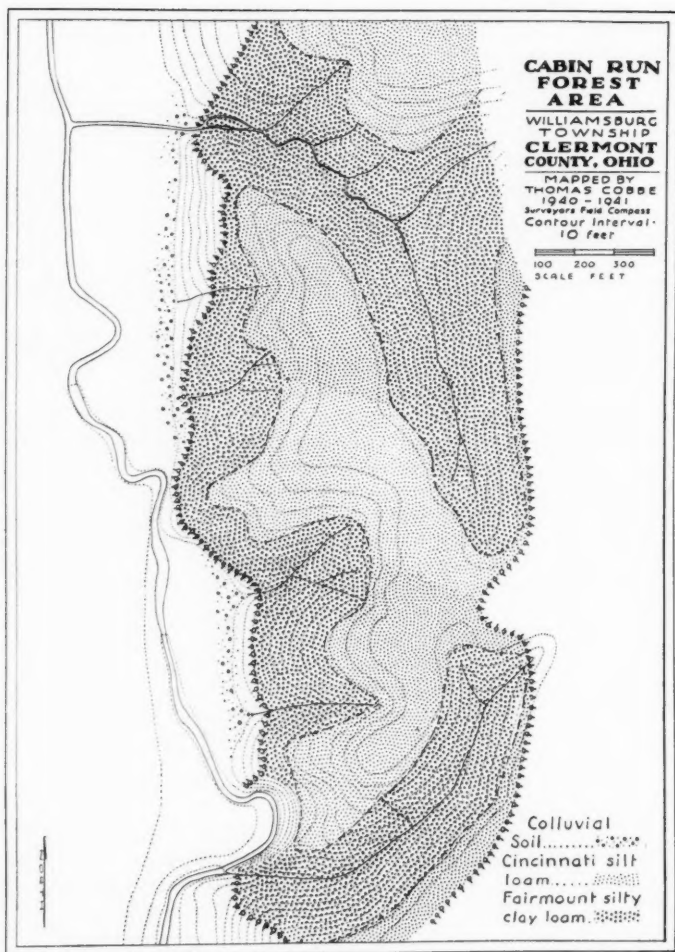 CABIN RUN
FOREST
AREA
WILLIAMSBURG
TOWNSHIP
CLERMONT
COUNTY, OHIO
MAPPED BY
THOMAS COBBE
1940 - 1941
Surveyors Field Compass
Contour Interval·
10 feet
100 200 300
SCALE FEET
Colluvial
Soil.........
Cincinnati silt
loam.....
Fairmount silty
clay loam.